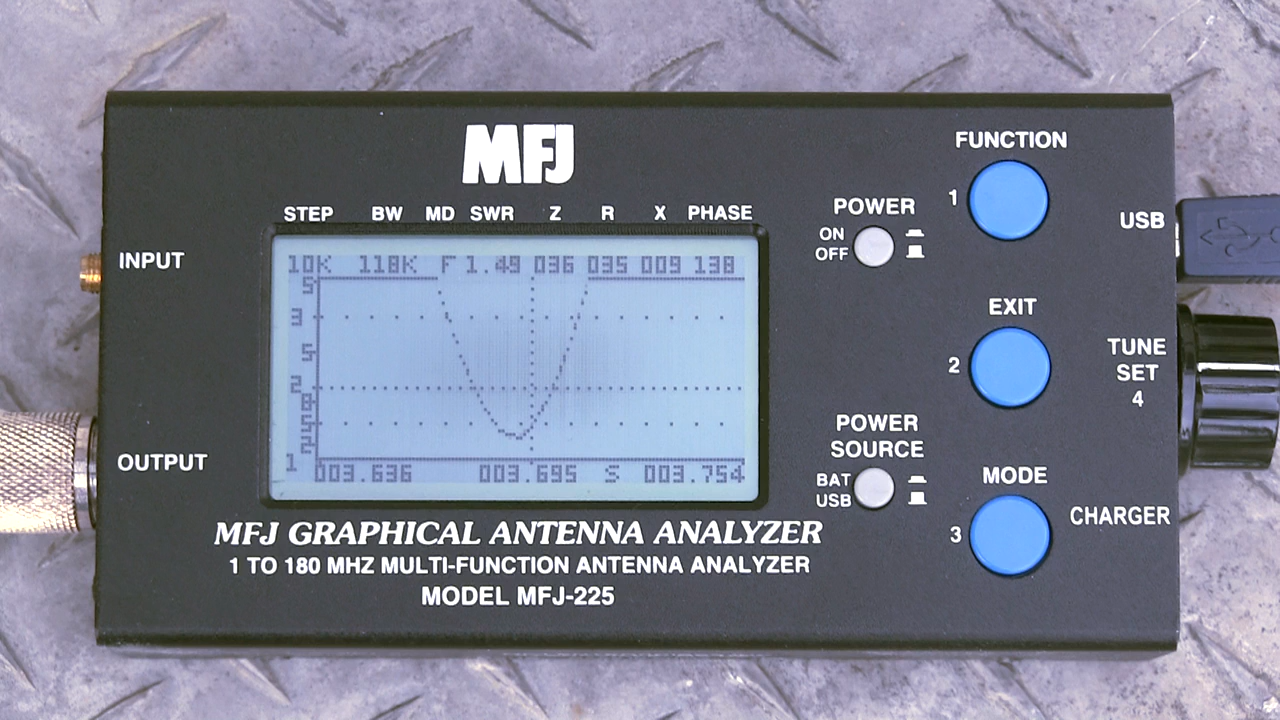 MFJ
FUNCTION
1
STEP BW MD SWR Z R X PHASE
POWER
ON
OFF
USB
INPUT
10K 118K F 1.49 036 035 009 138
5
3
5
2
8
5
2
1
EXIT
2
TUNE
SET
4
POWER
SOURCE
BAT
USB
OUTPUT
003.636 003.695 S 003.754
MODE
3
CHARGER
MFJ GRAPHICAL ANTENNA ANALYZER
1 TO 180 MHZ MULTI-FUNCTION ANTENNA ANALYZER
MODEL MFJ-225